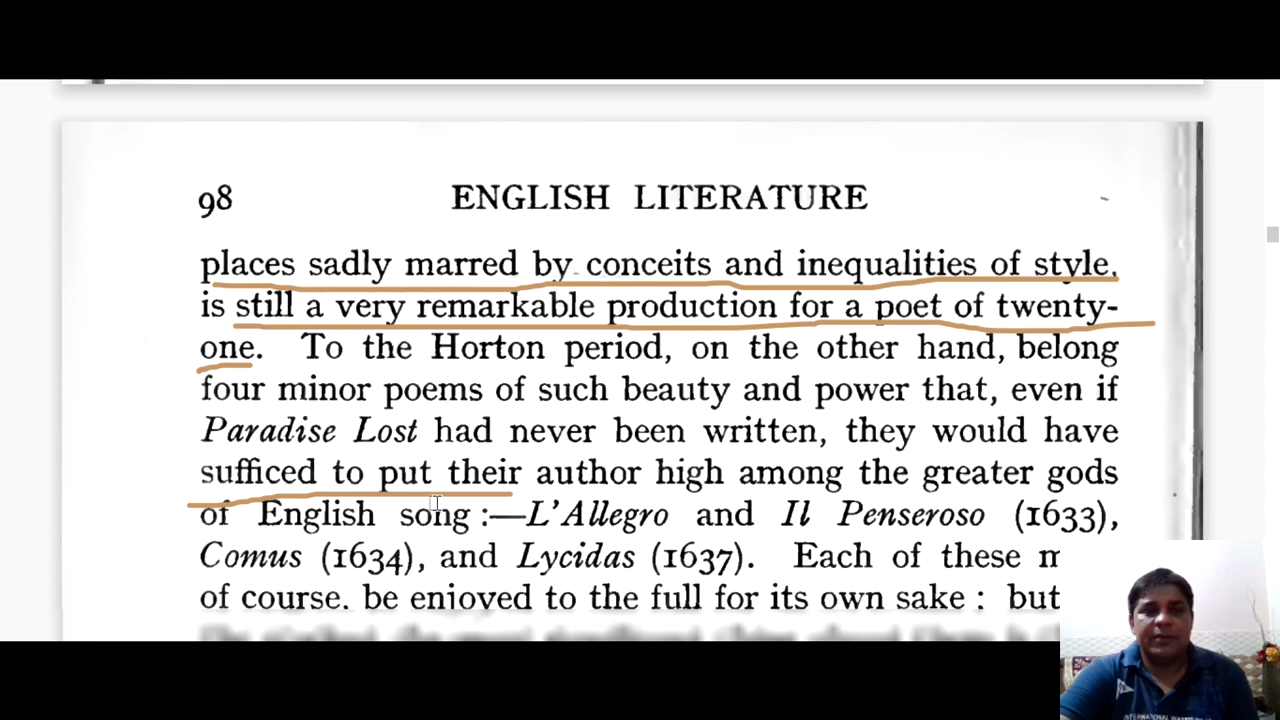 98 ENGLISH LITERATURE
places sadly marred by conceits and inequalities of style,
is still a very remarkable production for a poet of twenty-
one. To the Horton period, on the other hand, belong
four minor poems of such beauty and power that, even if
Paradise Lost had never been written, they would have
sufficed to put their author high among the greater gods
of English song :—L'Allegro and Il Penseroso (1633),
Comus (1634), and Lycidas (1637). Each of these m
of course, be enjoyed to the full for its own sake : but